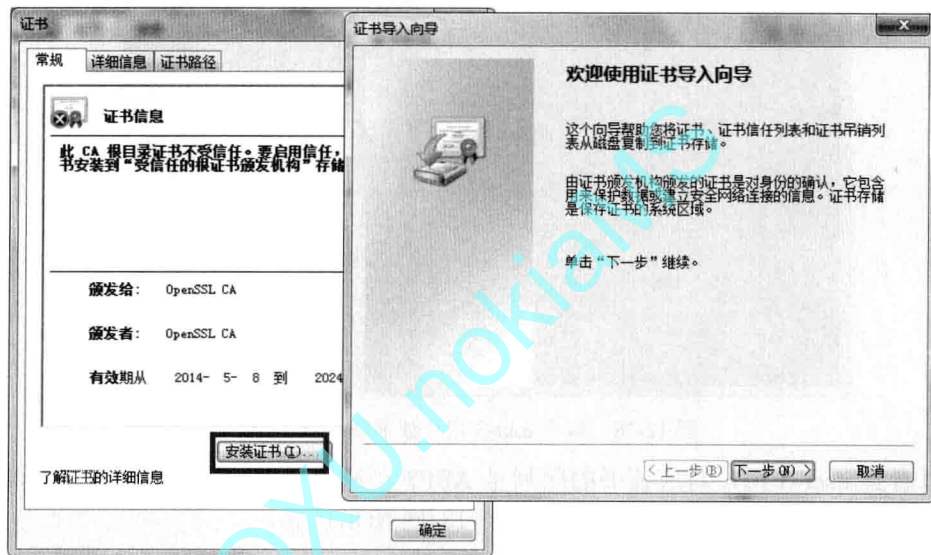 证书
常规 详细信息 证书路径
证书信息
此 CA 根目录证书不受信任。要启用信任，
书安装到“受信任的根证书颁发机构”存储
颁发给： OpenSSL CA
颁发者： OpenSSL CA
有效期从 2014- 5- 8 到 2024
安装证书(I)...
了解证书的详细信息
确定
证书导入向导
欢迎使用证书导入向导
这个向导帮助您将证书、证书信任列表和证书吊销列
表从磁盘复制到证书存储。
由证书颁发机构颁发的证书是对身份的确认，它包含
用来保护数据或建立安全网络连接的信息。证书存储
是保存证书的系统区域。
单击“下一步”继续。
<上一步(B) 下一步(N)> 取消
OXU.nokiaMS